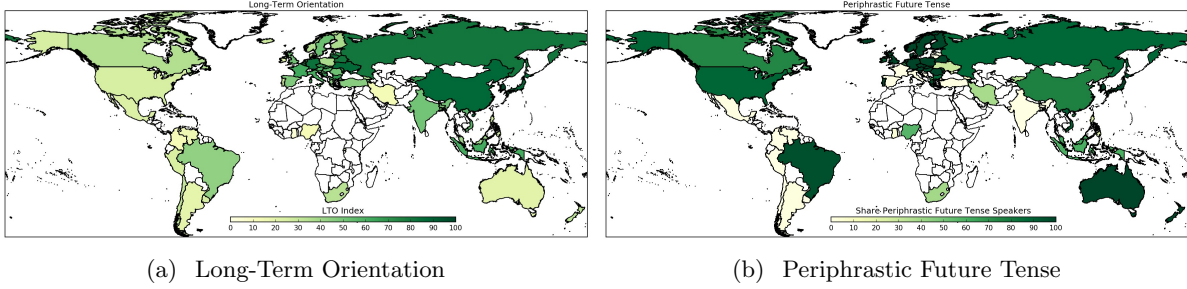 Long-Term Orientation
LTO Index
0 10 20 30 40 50 60 70 80 90 100
(a) Long-Term Orientation
Periphrastic Future Tense
Share Periphrastic Future Tense Speakers
0 10 20 30 40 50 60 70 80 90 100
(b) Periphrastic Future Tense